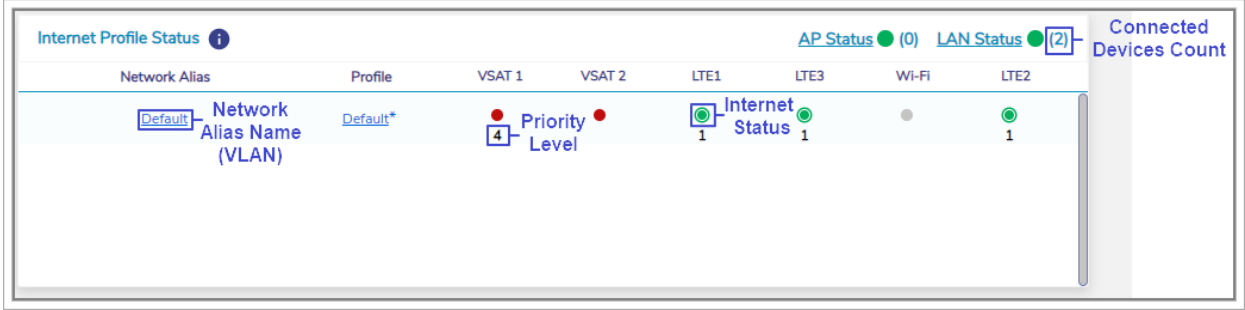 Internet Profile Status i
AP Status (0) LAN Status (2)
Connected
Devices Count
Network Alias Profile VSAT 1 VSAT 2 LTE1 LTE3 Wi-Fi LTE2
Default Network
Alias Name
(VLAN)
Default*
4 Priority
Level
Internet
Status
1 1 1